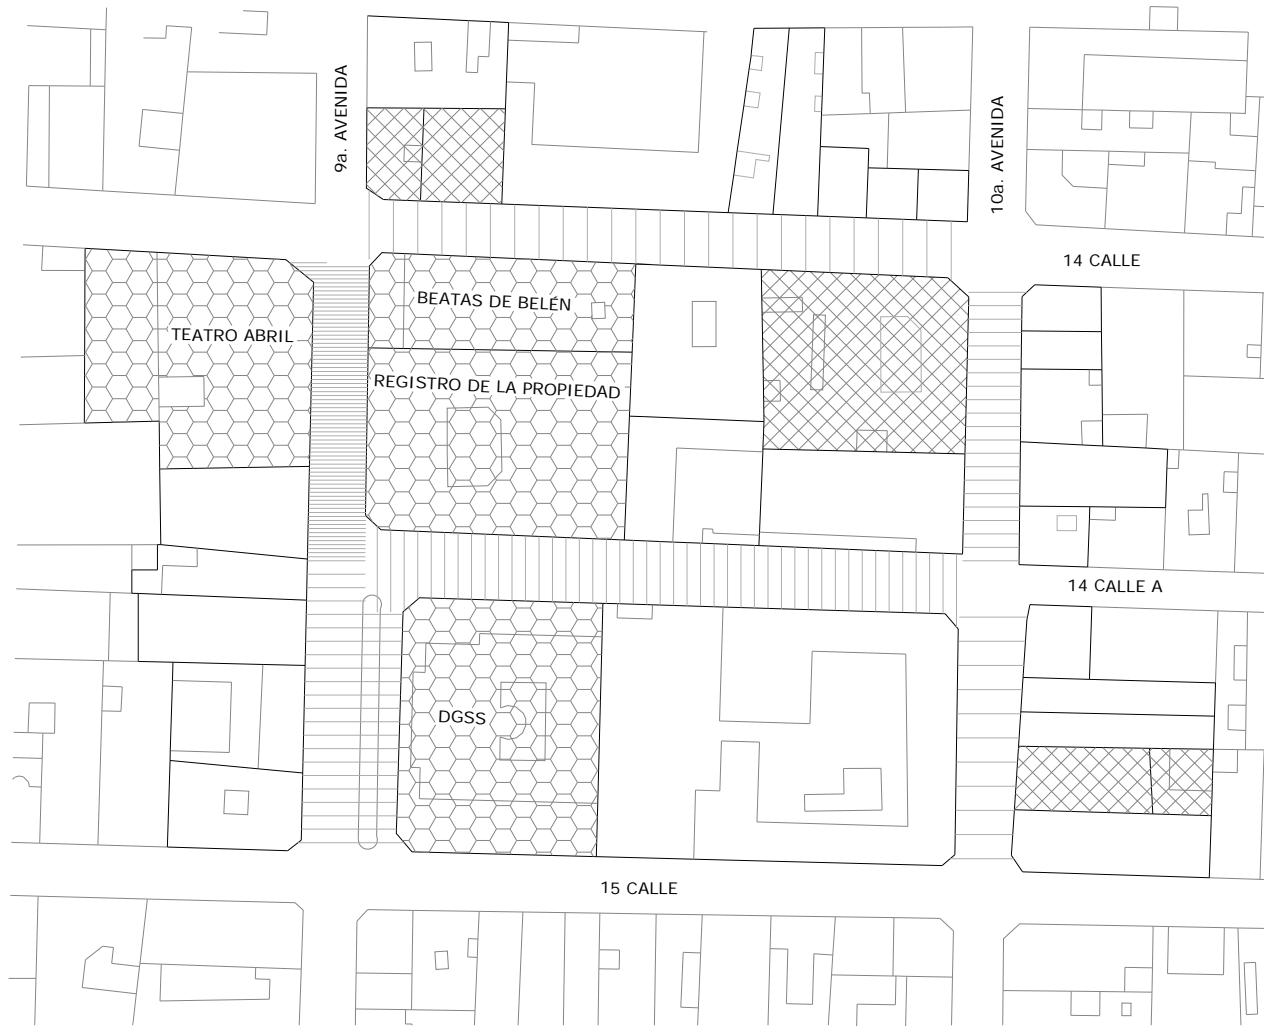 9a. AVENIDA
10a. AVENIDA
14 CALLE
BEATAS DE BELÉN
TEATRO ABRIL
REGISTRO DE LA PROPIEDAD
14 CALLE A
DGSS
15 CALLE